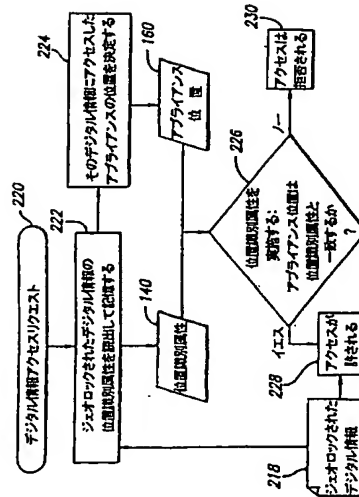 220
デジタル情報アクセスリクエスト
222
ジェオロックされたデジタル情報の
位置識別属性を抽出して記憶する
224
そのデジタル情報にアクセスした
アプライアンスの位置を決定する
140
位置識別属性
160
アプライアンス
位置
226
位置識別属性を
実施する:
アプライアンス位置は
位置識別属性と
一致するか
?
イエス
ノー
228
アクセスが
許される
230
アクセスは
拒否される
218
ジェオロックされた
デジタル情報